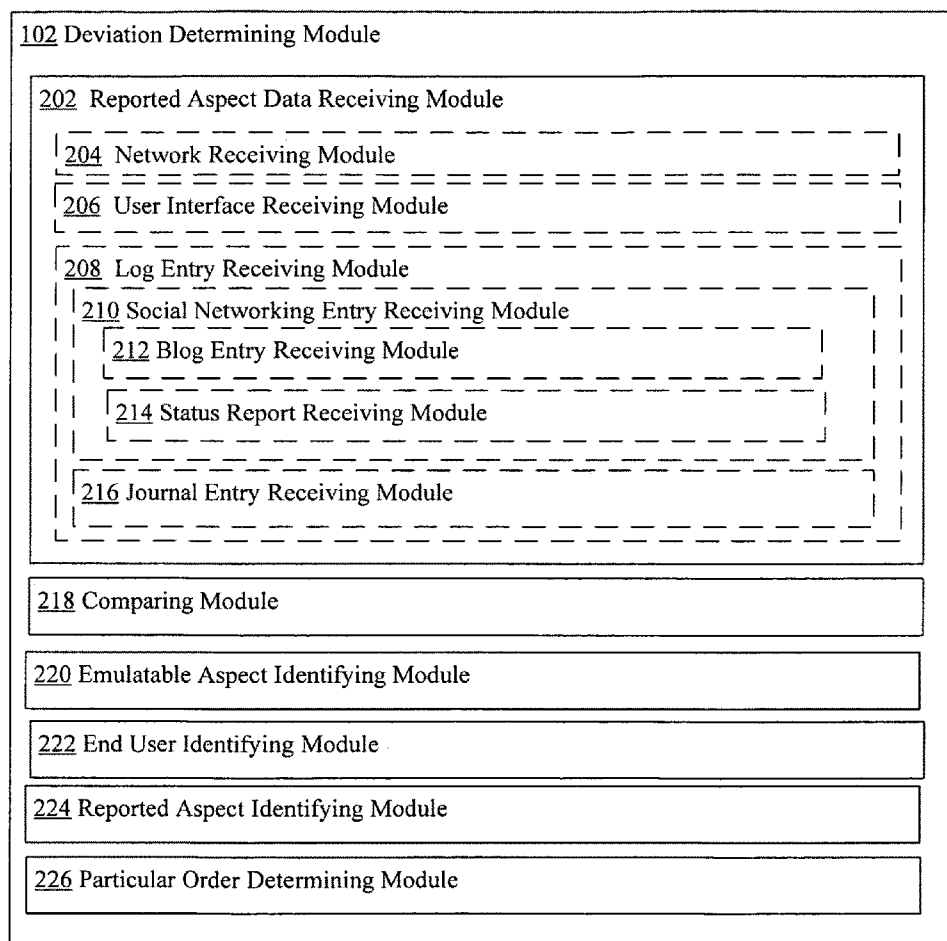 102 Deviation Determining Module
202 Reported Aspect Data Receiving Module
204 Network Receiving Module
206 User Interface Receiving Module
208 Log Entry Receiving Module
210 Social Networking Entry Receiving Module
212 Blog Entry Receiving Module
214 Status Report Receiving Module
216 Journal Entry Receiving Module
218 Comparing Module
220 Emulatable Aspect Identifying Module
222 End User Identifying Module
224 Reported Aspect Identifying Module
226 Particular Order Determining Module